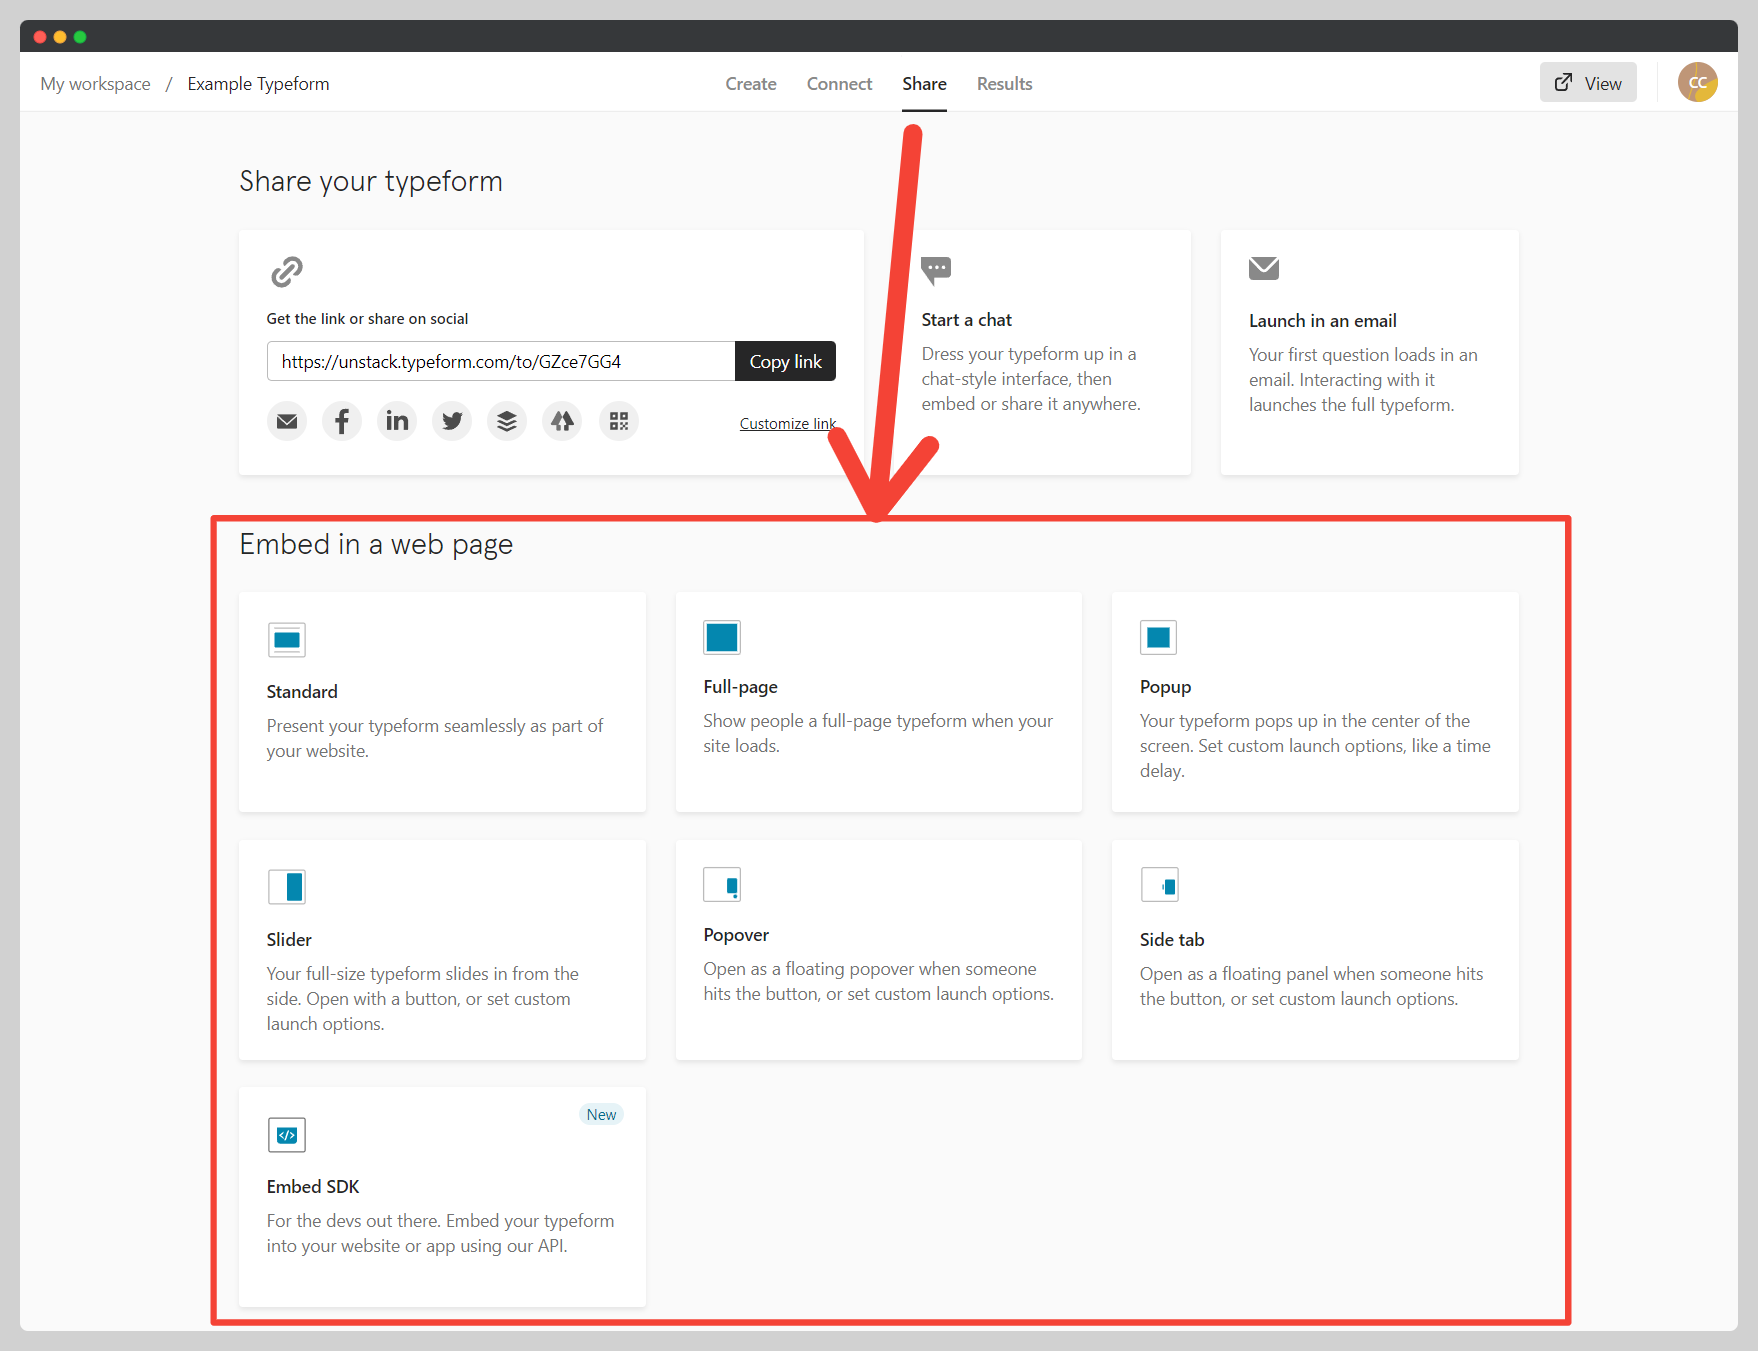 My workspace / Example Typeform
Create
Connect
Share
Results
View
CC
Share your typeform
Get the link or share on social
https://unstack.typeform.com/to/GZce7GG4
Copy link
Customize link
Start a chat
Dress your typeform up in a
chat-style interface, then
embed or share it anywhere.
Launch in an email
Your first question loads in an
email. Interacting with it
launches the full typeform.
Embed in a web page
Standard
Present your typeform seamlessly as part of
your website.
Full-page
Show people a full-page typeform when your
site loads.
Popup
Your typeform pops up in the center of the
screen. Set custom launch options, like a time
delay.
Slider
Your full-size typeform slides in from the
side. Open with a button, or set custom
launch options.
Popover
Open as a floating popover when someone
hits the button, or set custom launch options.
Side tab
Open as a floating panel when someone hits
the button, or set custom launch options.
New
Embed SDK
For the devs out there. Embed your typeform
into your website or app using our API.